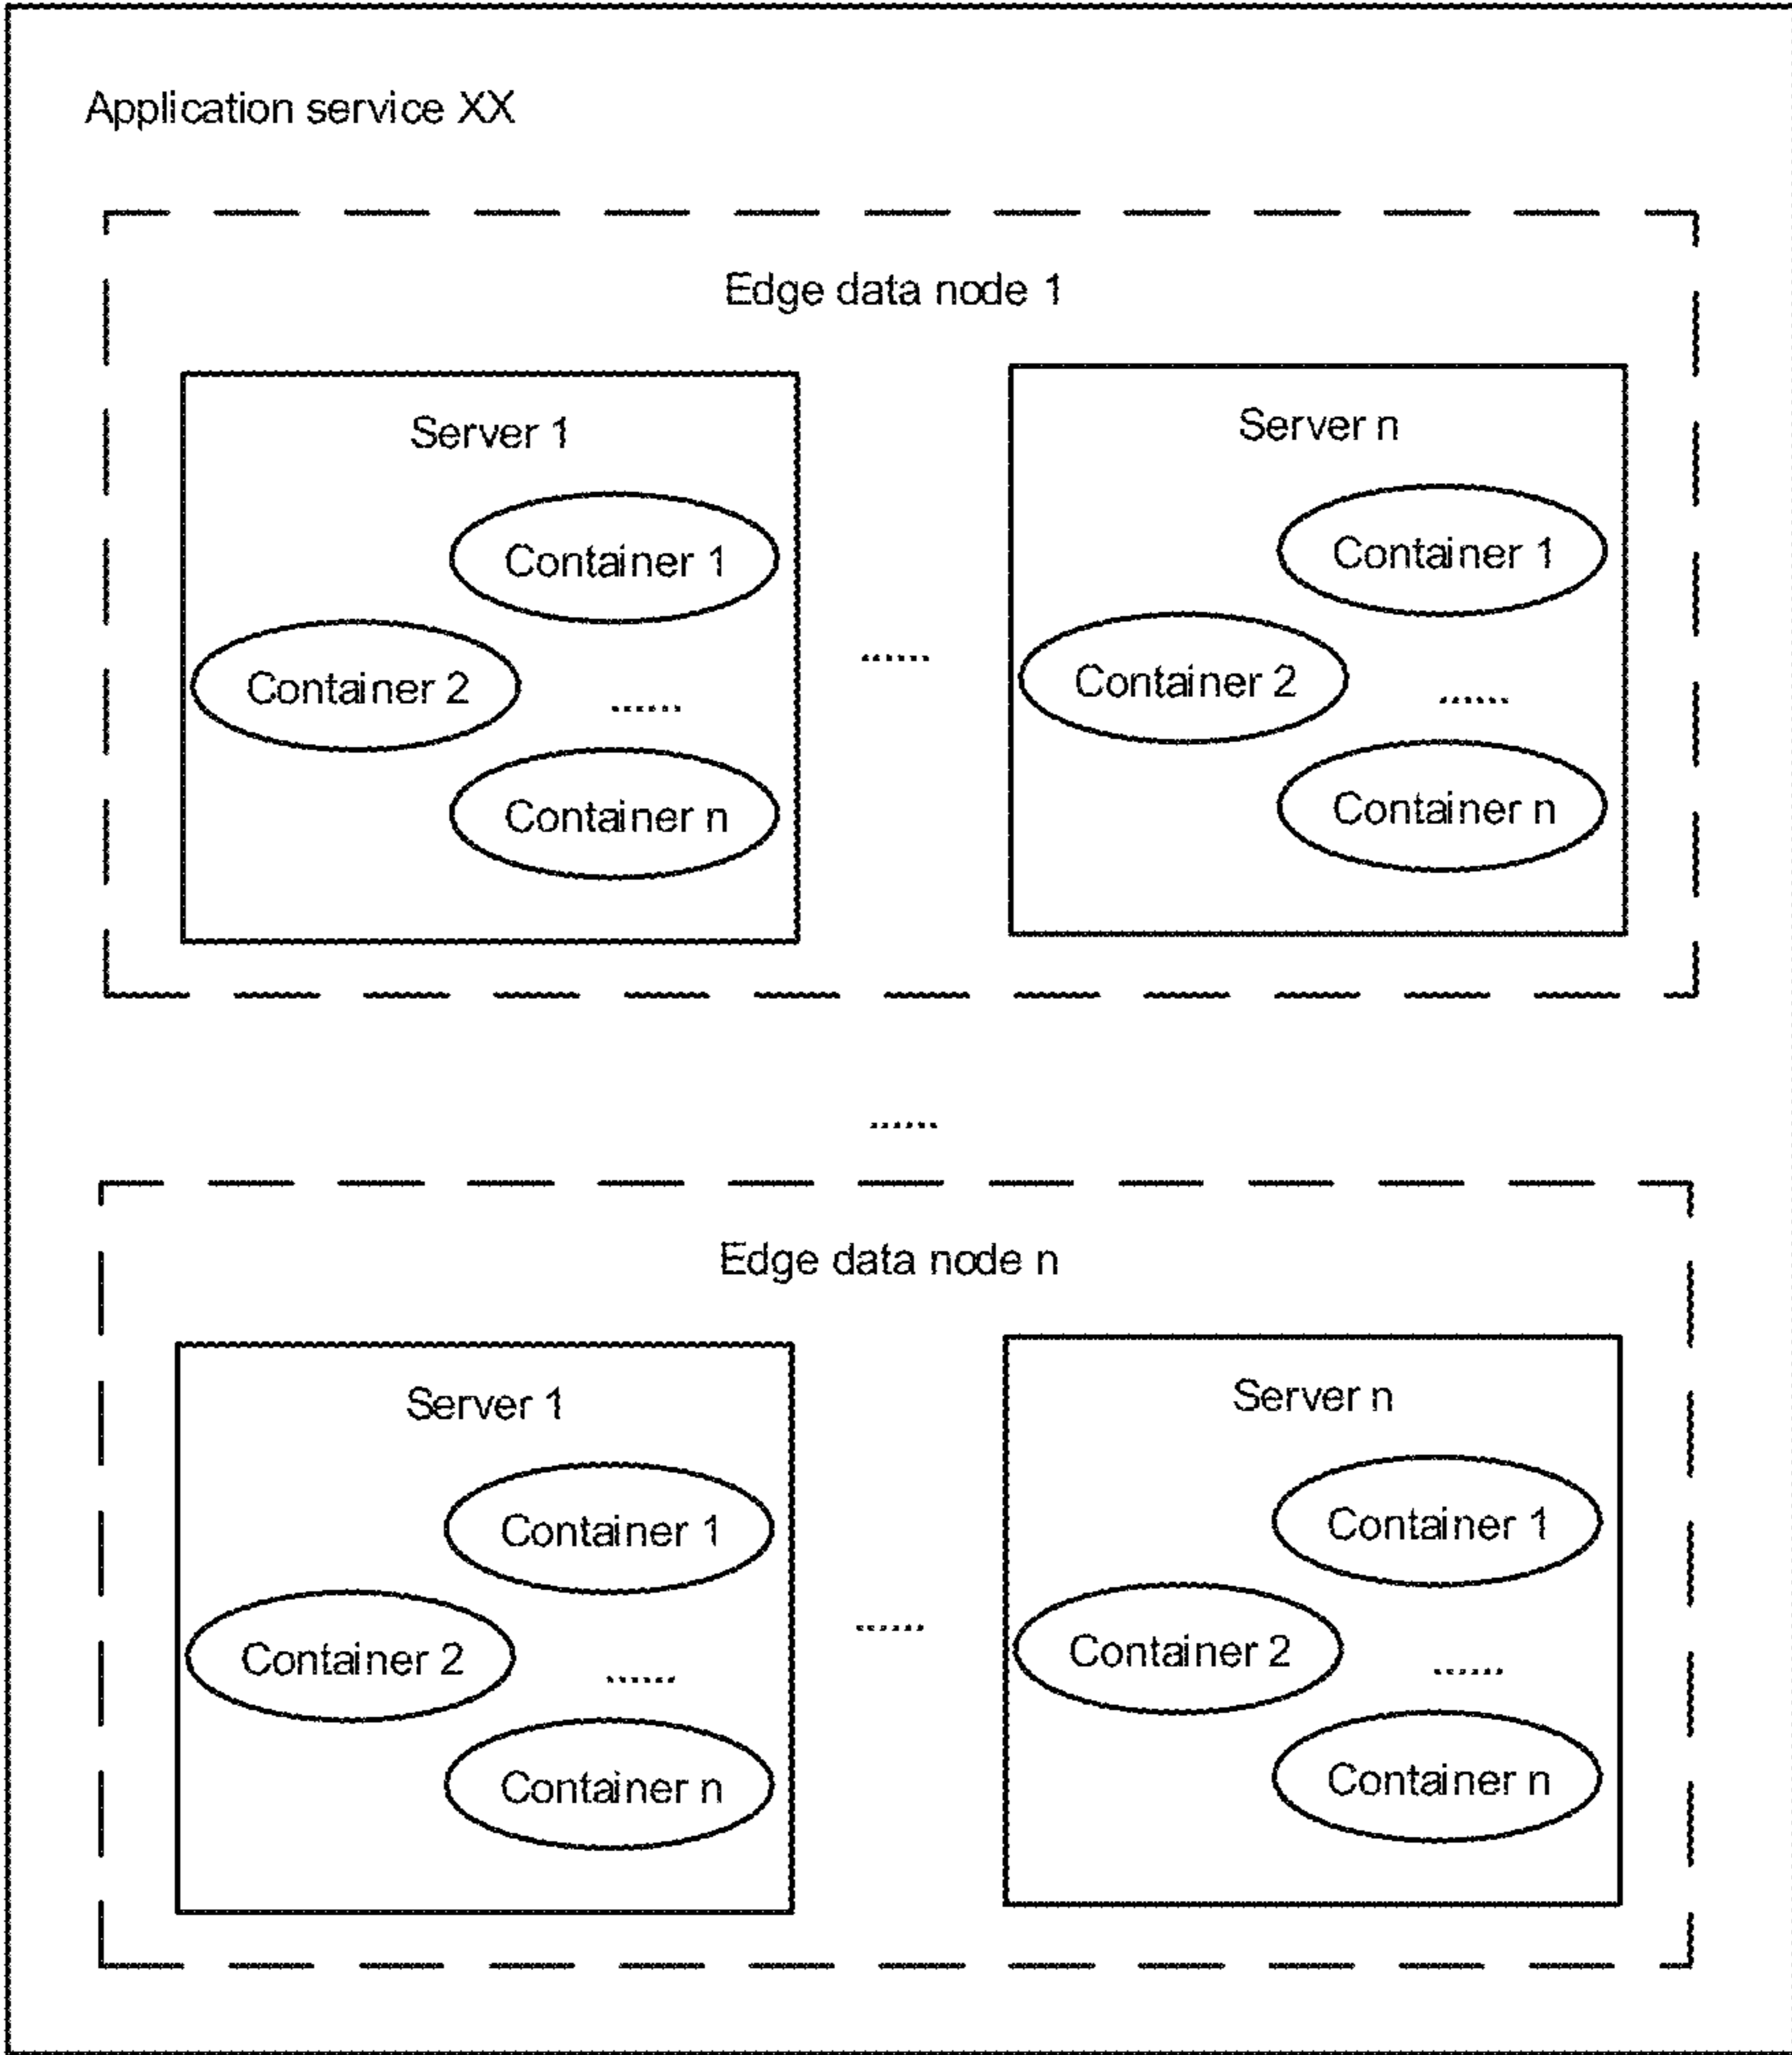 Application service XX
Edge data node 1
Server 1
Container 1
Container 2
......
Container n
......
Server n
Container 1
Container 2
......
Container n
......
Edge data node n
Server 1
Container 1
Container 2
......
Container n
......
Server n
Container 1
Container 2
......
Container n